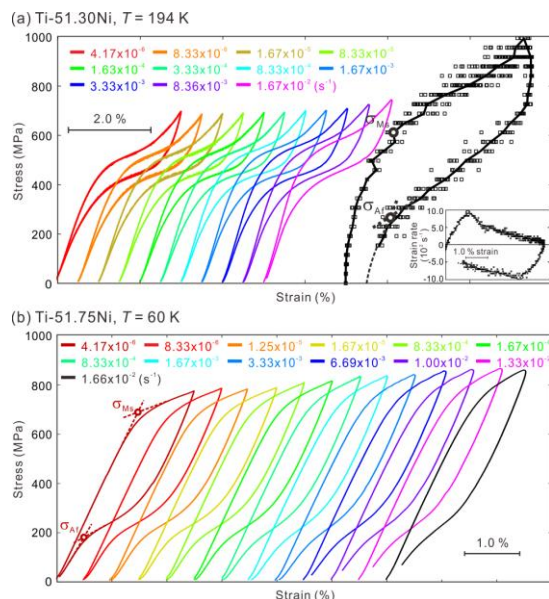 (a) Ti-51.30Ni, T = 194 K
4.17x10⁻⁶ 8.33x10⁻⁶ 1.67x10⁻⁵ 8.33x10⁻⁵
1.63x10⁻⁴ 3.33x10⁻⁴ 8.33x10⁻⁴ 1.67x10⁻³
3.33x10⁻³ 8.36x10⁻³ 1.67x10⁻² (s⁻¹)
1000
800
600
400
200
0
Stress (MPa)
2.0 %
σMs
σAf
10.0
5.0
0
-5.0
-10.0
Strain rate
(10² s⁻¹)
1.0 % strain
Strain (%)
(b) Ti-51.75Ni, T = 60 K
4.17x10⁻⁶ 8.33x10⁻⁶ 1.25x10⁻⁵ 1.67x10⁻⁵ 1.67x10⁻⁴
8.33x10⁻⁴ 1.67x10⁻³ 3.33x10⁻³ 6.69x10⁻³ 1.00x10⁻² 1.33x10⁻²
1.66x10⁻² (s⁻¹)
1000
800
600
400
200
0
Stress (MPa)
σMs
σAf
1.0 %
Strain (%)